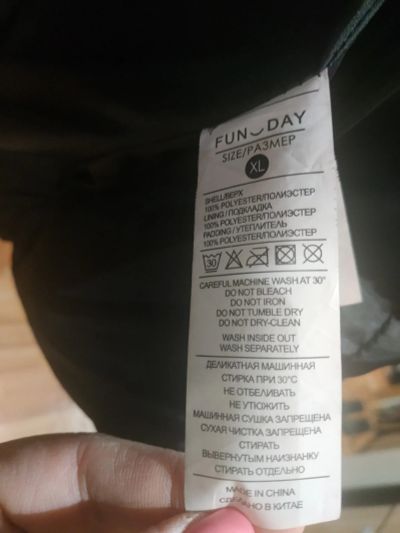 FUN DAY
SIZE/РАЗМЕР
XL
SHELL/ВЕРХ
100% POLYESTER/ПОЛИЭСТЕР
LINING / ПОДКЛАДКА
100% POLYESTER/ПОЛИЭСТЕР
PADDING / УТЕПЛИТЕЛЬ
100% POLYESTER/ПОЛИЭСТЕР
30
CAREFUL MACHINE WASH AT 30°
DO NOT BLEACH
DO NOT IRON
DO NOT TUMBLE DRY
DO NOT DRY-CLEAN
WASH INSIDE OUT
WASH SEPARATELY
ДЕЛИКАТНАЯ МАШИННАЯ
СТИРКА ПРИ 30°C
НЕ ОТБЕЛИВАТЬ
НЕ УТЮЖИТЬ
МАШИННАЯ СУШКА ЗАПРЕЩЕНА
СУХАЯ ЧИСТКА ЗАПРЕЩЕНА
СТИРАТЬ
ВЫВЕРНУТЫМ НАИЗНАНКУ
СТИРАТЬ ОТДЕЛЬНО
MADE IN CHINA
СДЕЛАНО В КИТАЕ